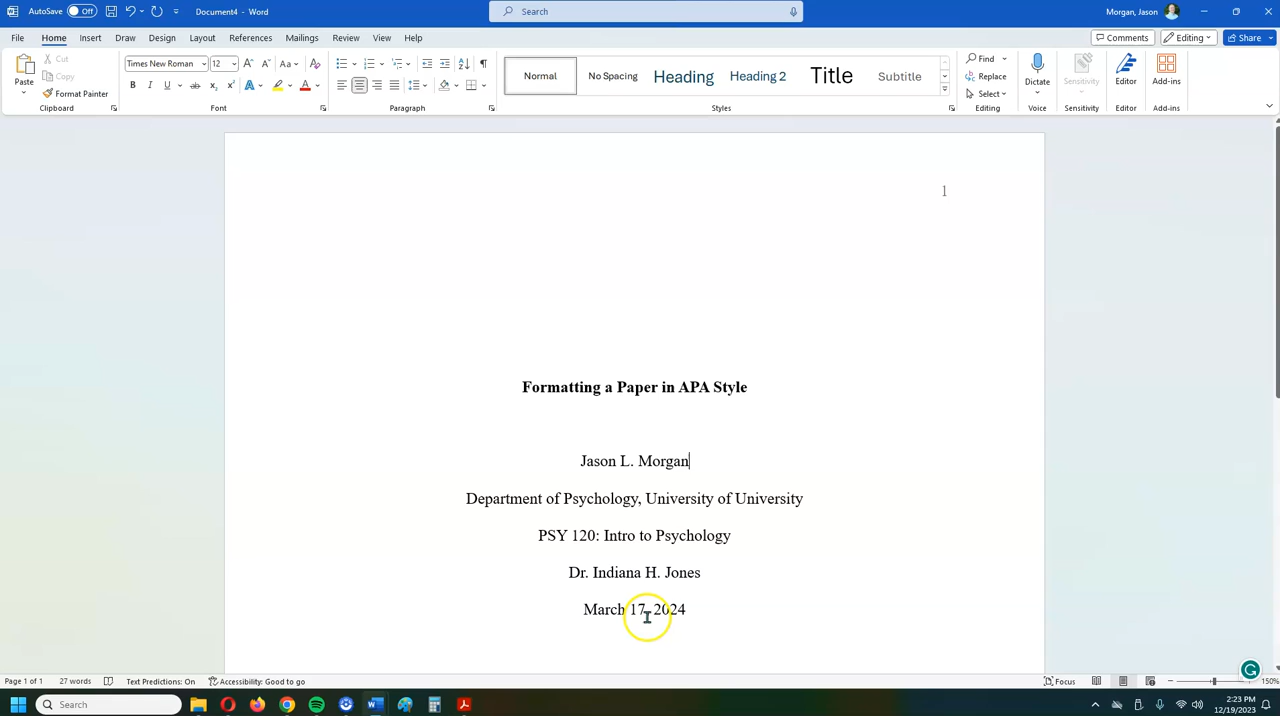 AutoSave Off Document4 - Word Search Morgan, Jason
File Home Insert Draw Design Layout References Mailings Review View Help Comments Editing Share
Paste Cut Copy Format Painter Clipboard
Times New Roman 12 Aa Font
Paragraph
Normal No Spacing Heading Heading 2 Title Subtitle Styles
Find Replace Select Editing
Dictate Voice
Sensitivity Sensitivity
Editor Editor
Add-ins Add-ins
1
Formatting a Paper in APA Style
Jason L. Morgan
Department of Psychology, University of University
PSY 120: Intro to Psychology
Dr. Indiana H. Jones
March 17, 2024
Page 1 of 1 27 words Text Predictions: On Accessibility: Good to go Focus 150%
Search 2:23 PM
12/19/2023